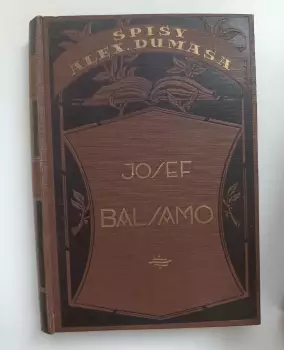 SPISY
ALEX. DUMASA
JOSEF
BALSAMO